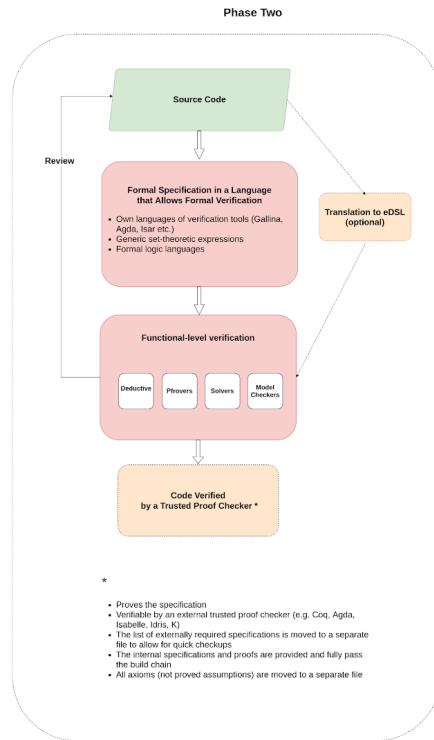 Phase Two
Source Code
Review
Formal Specification in a Language
that Allows Formal Verification
• Own languages of verification tools (Gallina,
Agda, Isar etc.)
• Generic set-theoretic expressions
• Formal logic languages
Translation to eDSL
(optional)
Functional-level verification
Deductive
Pfrovers
Solvers
Model
Checkers
Code Verified
by a Trusted Proof Checker *
*
• Proves the specification
• Verifiable by an external trusted proof checker (e.g. Coq, Agda,
Isabelle, Idris, K)
• The list of externally required specifications is moved to a separate
file to allow for quick checkups
• The internal specifications and proofs are provided and fully pass
the build chain
• All axioms (not proved assumptions) are moved to a separate file